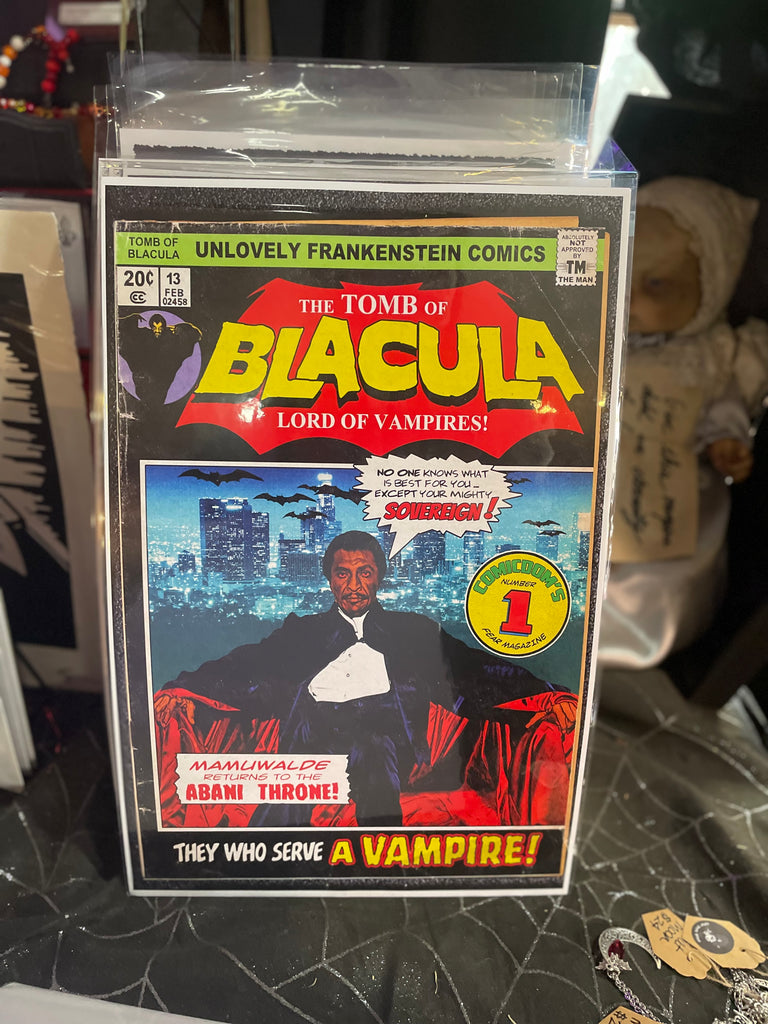 TOMB OF
BLACULA
UNLOVELY FRANKENSTEIN COMICS
ABSOLUTELY
NOT
APPROVED
BY
TM
THE MAN
20¢
CC
13
FEB
02458
THE TOMB OF
BLACULA
LORD OF VAMPIRES!
NO ONE KNOWS WHAT
IS BEST FOR YOU...
EXCEPT YOUR MIGHTY
SOVEREIGN!
COMICDOM'S
NUMBER
1
FEAR MAGAZINE
MAMUWALDE
RETURNS TO THE
ABANI THRONE!
THEY WHO SERVE A VAMPIRE!